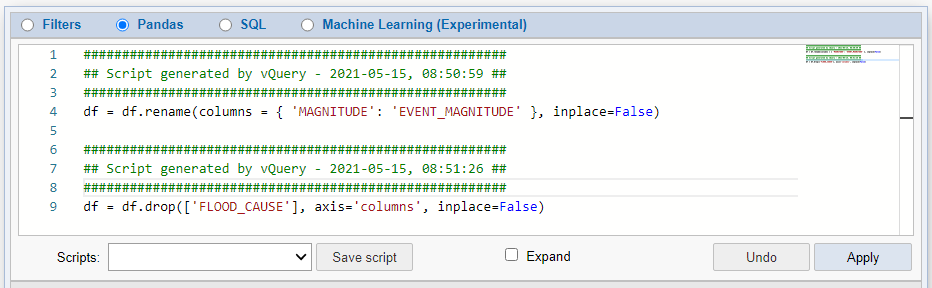 Filters Pandas SQL Machine Learning (Experimental)
1 #######################################################
2 ## Script generated by vQuery - 2021-05-15, 08:50:59 ##
3 #######################################################
4 df = df.rename(columns = { 'MAGNITUDE': 'EVENT_MAGNITUDE' }, inplace=False)
5
6 #######################################################
7 ## Script generated by vQuery - 2021-05-15, 08:51:26 ##
8 #######################################################
9 df = df.drop(['FLOOD_CAUSE'], axis='columns', inplace=False)
Scripts: Save script Expand Undo Apply